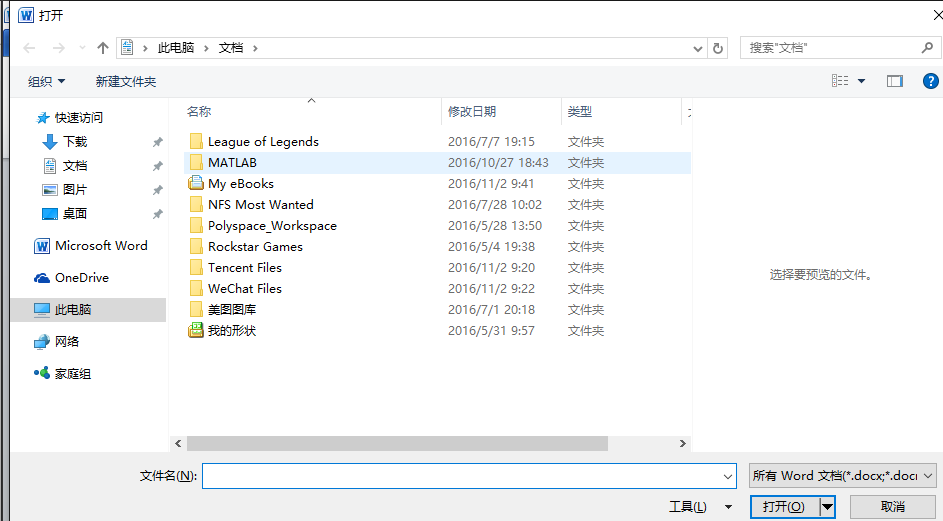 打开
此电脑 文档
搜索"文档"
组织 新建文件夹
名称 修改日期 类型
快速访问
下载
文档
图片
桌面
Microsoft Word
OneDrive
此电脑
网络
家庭组
League of Legends 2016/7/7 19:15 文件夹
MATLAB 2016/10/27 18:43 文件夹
My eBooks 2016/11/2 9:41 文件夹
NFS Most Wanted 2016/7/28 10:02 文件夹
Polyspace_Workspace 2016/5/28 13:50 文件夹
Rockstar Games 2016/5/4 19:38 文件夹
Tencent Files 2016/11/2 9:20 文件夹
WeChat Files 2016/11/2 9:22 文件夹
美图图库 2016/7/1 20:18 文件夹
我的形状 2016/5/31 9:57 文件夹
选择要预览的文件。
文件名(N): 所有 Word 文档(*.docx;*.docr
工具(L) 打开(O) 取消